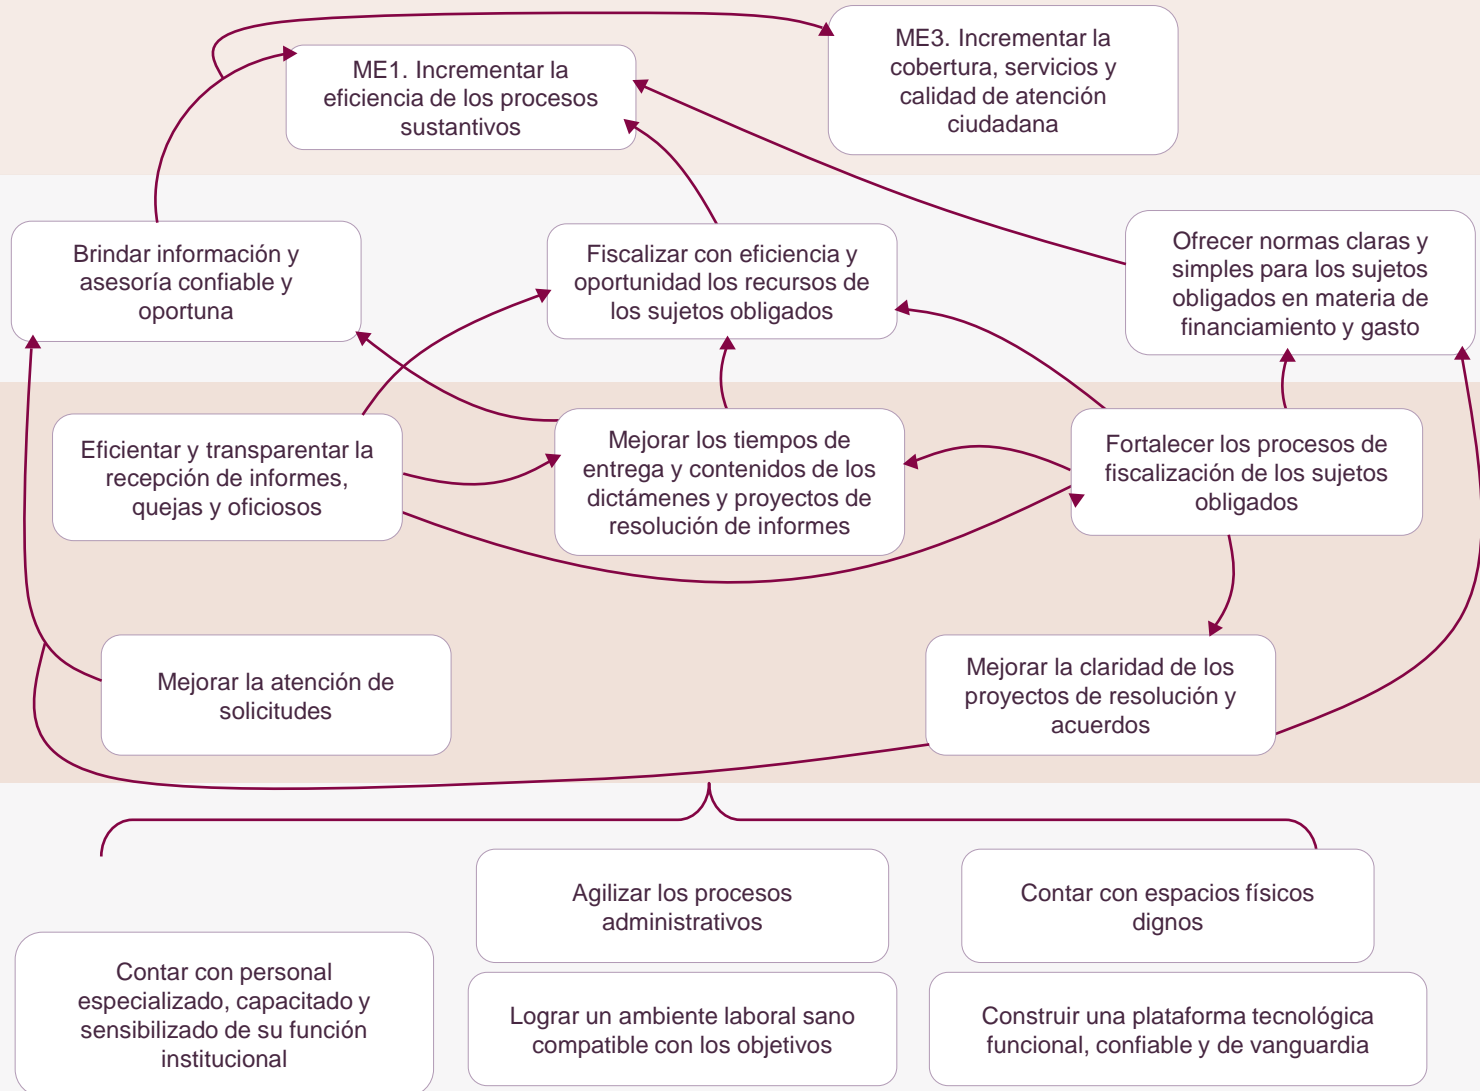 ME3. Incrementar la
cobertura, servicios y
calidad de atención
ciudadana
ME1. Incrementar la
eficiencia de los procesos
sustantivos
Brindar información y
asesoría confiable y
oportuna
Fiscalizar con eficiencia y
oportunidad los recursos de
los sujetos obligados
Ofrecer normas claras y
simples para los sujetos
obligados en materia de
financiamiento y gasto
Eficientar y transparentar la
recepción de informes,
quejas y oficiosos
Mejorar los tiempos de
entrega y contenidos de los
dictámenes y proyectos de
resolución de informes
Fortalecer los procesos de
fiscalización de los sujetos
obligados
Mejorar la atención de
solicitudes
Mejorar la claridad de los
proyectos de resolución y
acuerdos
Agilizar los procesos
administrativos
Contar con espacios físicos
dignos
Contar con personal
especializado, capacitado y
sensibilizado de su función
institucional
Lograr un ambiente laboral sano
compatible con los objetivos
Construir una plataforma tecnológica
funcional, confiable y de vanguardia